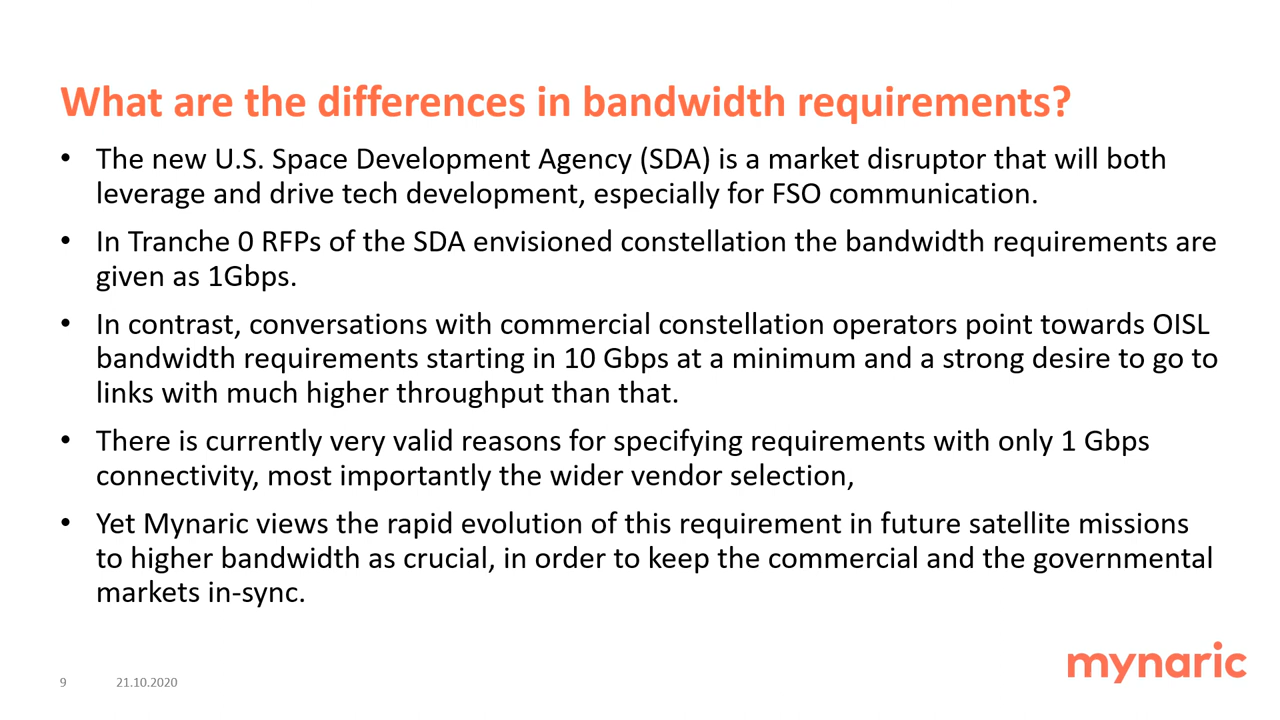 What are the differences in bandwidth requirements?
• The new U.S. Space Development Agency (SDA) is a market disruptor that will both
leverage and drive tech development, especially for FSO communication.
• In Tranche 0 RFPs of the SDA envisioned constellation the bandwidth requirements are
given as 1Gbps.
• In contrast, conversations with commercial constellation operators point towards OISL
bandwidth requirements starting in 10 Gbps at a minimum and a strong desire to go to
links with much higher throughput than that.
• There is currently very valid reasons for specifying requirements with only 1 Gbps
connectivity, most importantly the wider vendor selection,
• Yet Mynaric views the rapid evolution of this requirement in future satellite missions
to higher bandwidth as crucial, in order to keep the commercial and the governmental
markets in-sync.
mynaric
9 21.10.2020